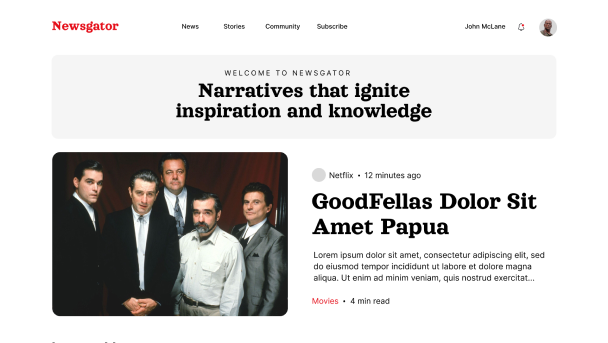 Newsgator
News
Stories
Community
Subscribe
John McLane
WELCOME TO NEWSGATOR
Narratives that ignite
inspiration and knowledge
Netflix • 12 minutes ago
GoodFellas Dolor Sit
Amet Papua
Lorem ipsum dolor sit amet, consectetur adipiscing elit, sed
do eiusmod tempor incididunt ut labore et dolore magna
aliqua. Ut enim ad minim veniam, quis nostrud exercitat...
Movies • 4 min read